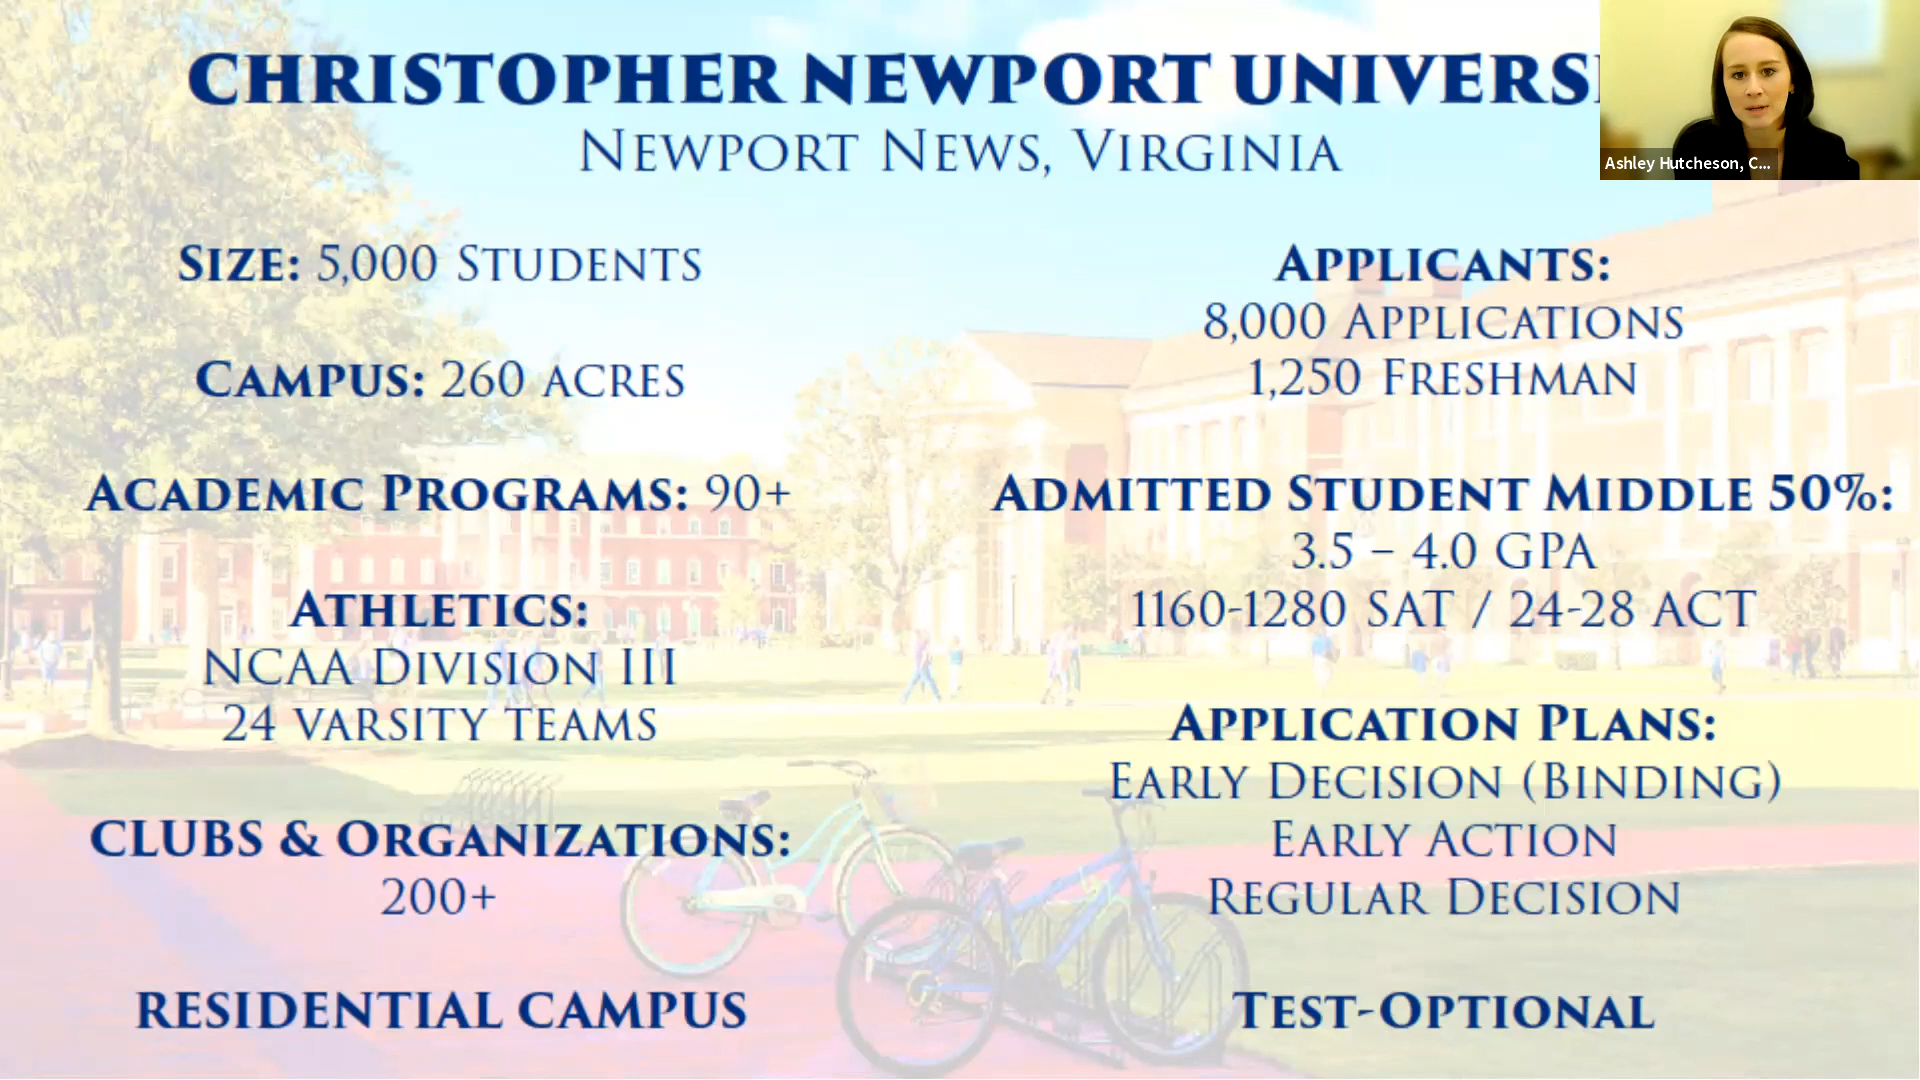 CHRISTOPHER NEWPORT UNIVERSI
NEWPORT NEWS, VIRGINIA
Ashley Hutcheson, C...
SIZE: 5,000 STUDENTS
CAMPUS: 260 ACRES
ACADEMIC PROGRAMS: 90+
ATHLETICS:
NCAA DIVISION III
24 VARSITY TEAMS
CLUBS & ORGANIZATIONS:
200+
RESIDENTIAL CAMPUS
APPLICANTS:
8,000 APPLICATIONS
1,250 FRESHMAN
ADMITTED STUDENT MIDDLE 50%:
3.5 – 4.0 GPA
1160-1280 SAT / 24-28 ACT
APPLICATION PLANS:
EARLY DECISION (BINDING)
EARLY ACTION
REGULAR DECISION
TEST-OPTIONAL